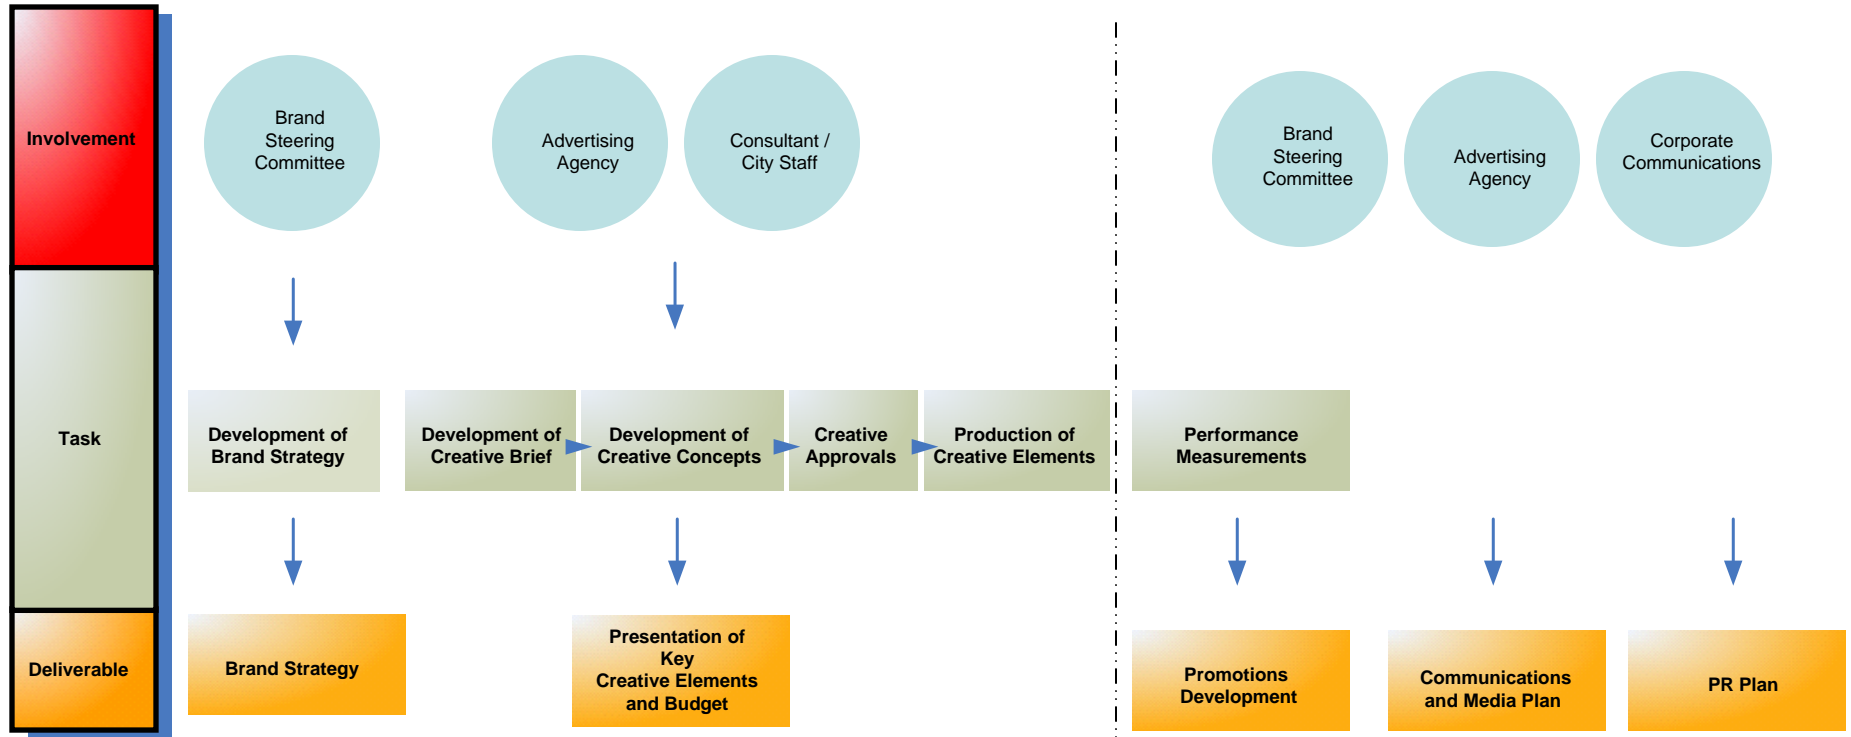 Involvement
Brand
Steering
Committee
Advertising
Agency
Consultant /
City Staff
Brand
Steering
Committee
Advertising
Agency
Corporate
Communications
Task
Development of
Brand Strategy
Development of
Creative Brief
Development of
Creative Concepts
Creative
Approvals
Production of
Creative Elements
Performance
Measurements
Deliverable
Brand Strategy
Presentation of
Key
Creative Elements
and Budget
Promotions
Development
Communications
and Media Plan
PR Plan